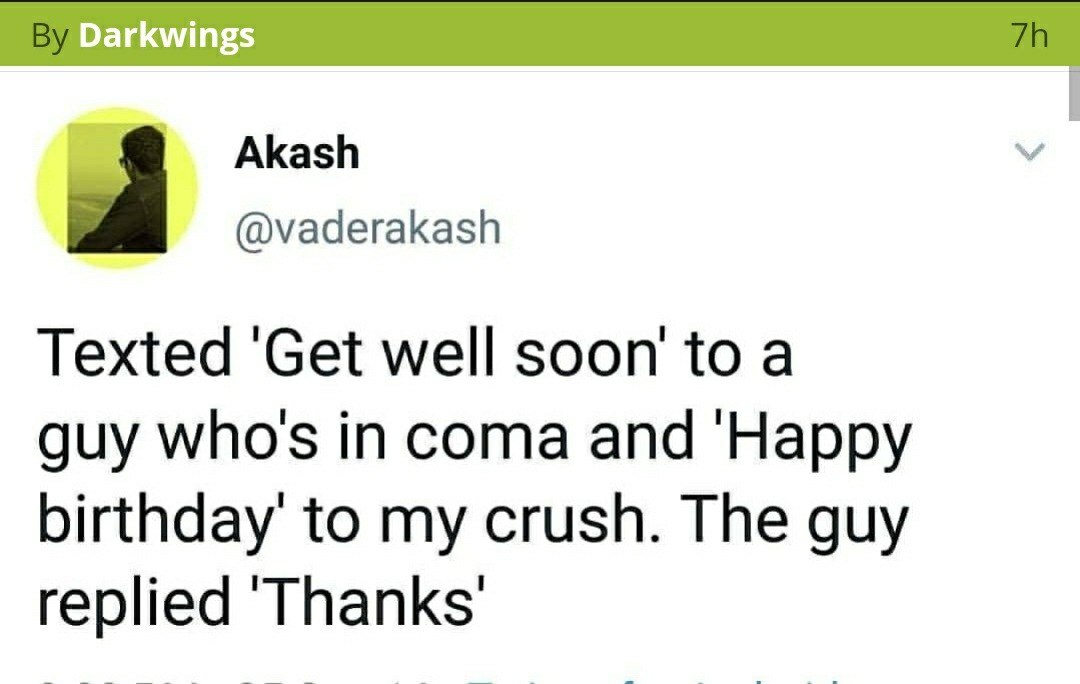 By Darkwings 7h
Akash
@vaderakash
Texted 'Get well soon' to a
guy who's in coma and 'Happy
birthday' to my crush. The guy
replied 'Thanks'